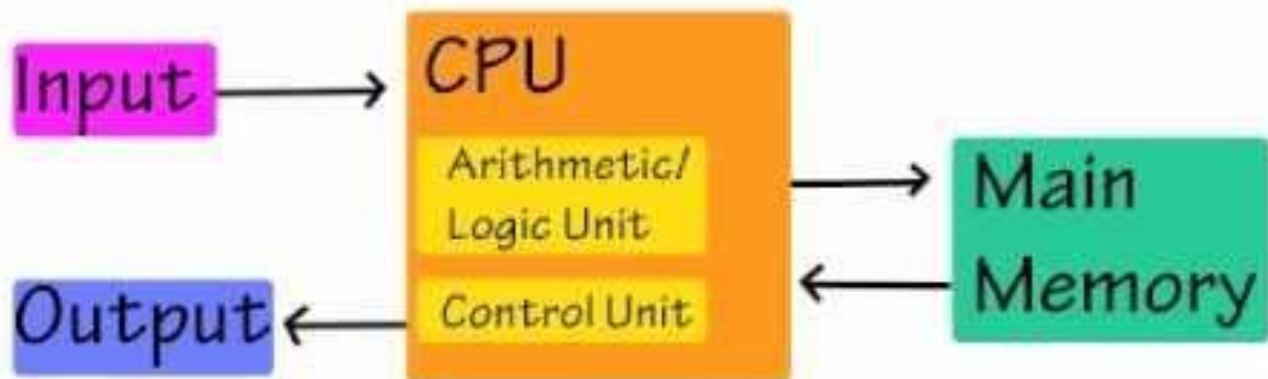 Input
CPU
Arithmetic/
Logic Unit
Control Unit
Output
Main
Memory